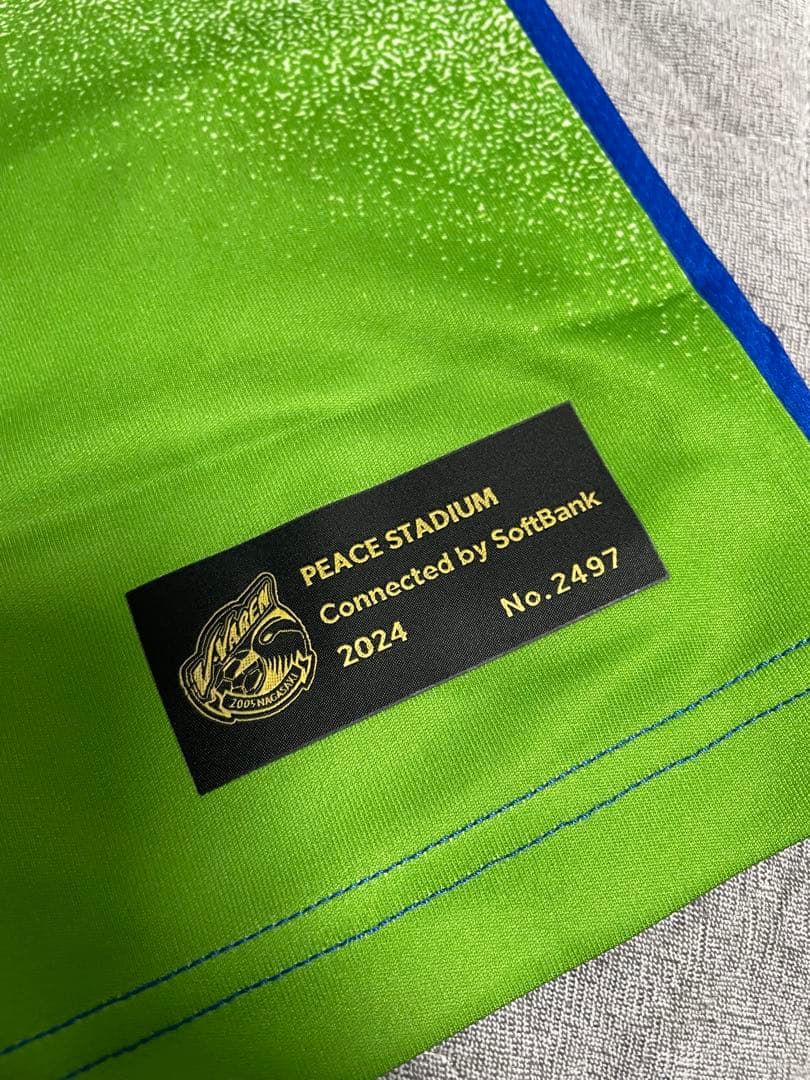 PEACE STADIUM
Connected by SoftBank
2024 No.2497
V·VAREN
2005 NAGASAKI